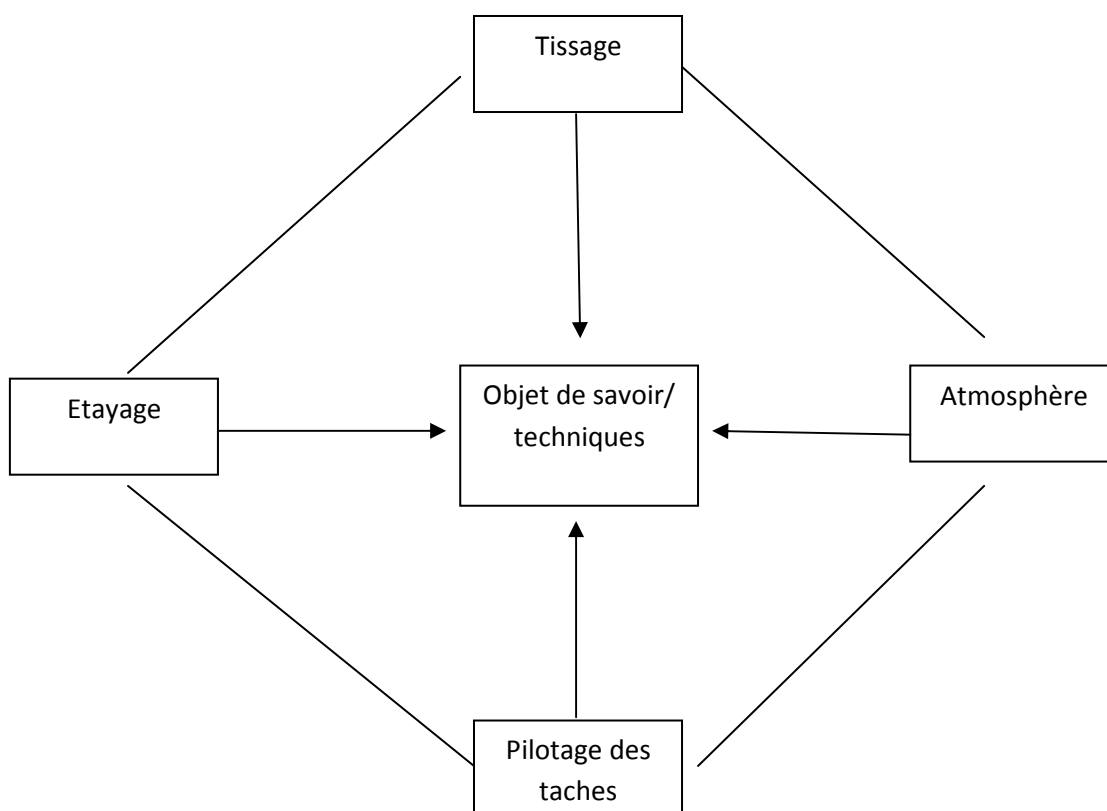 Tissage
Etayage
Objet de savoir/
techniques
Atmosphère
Pilotage des
taches